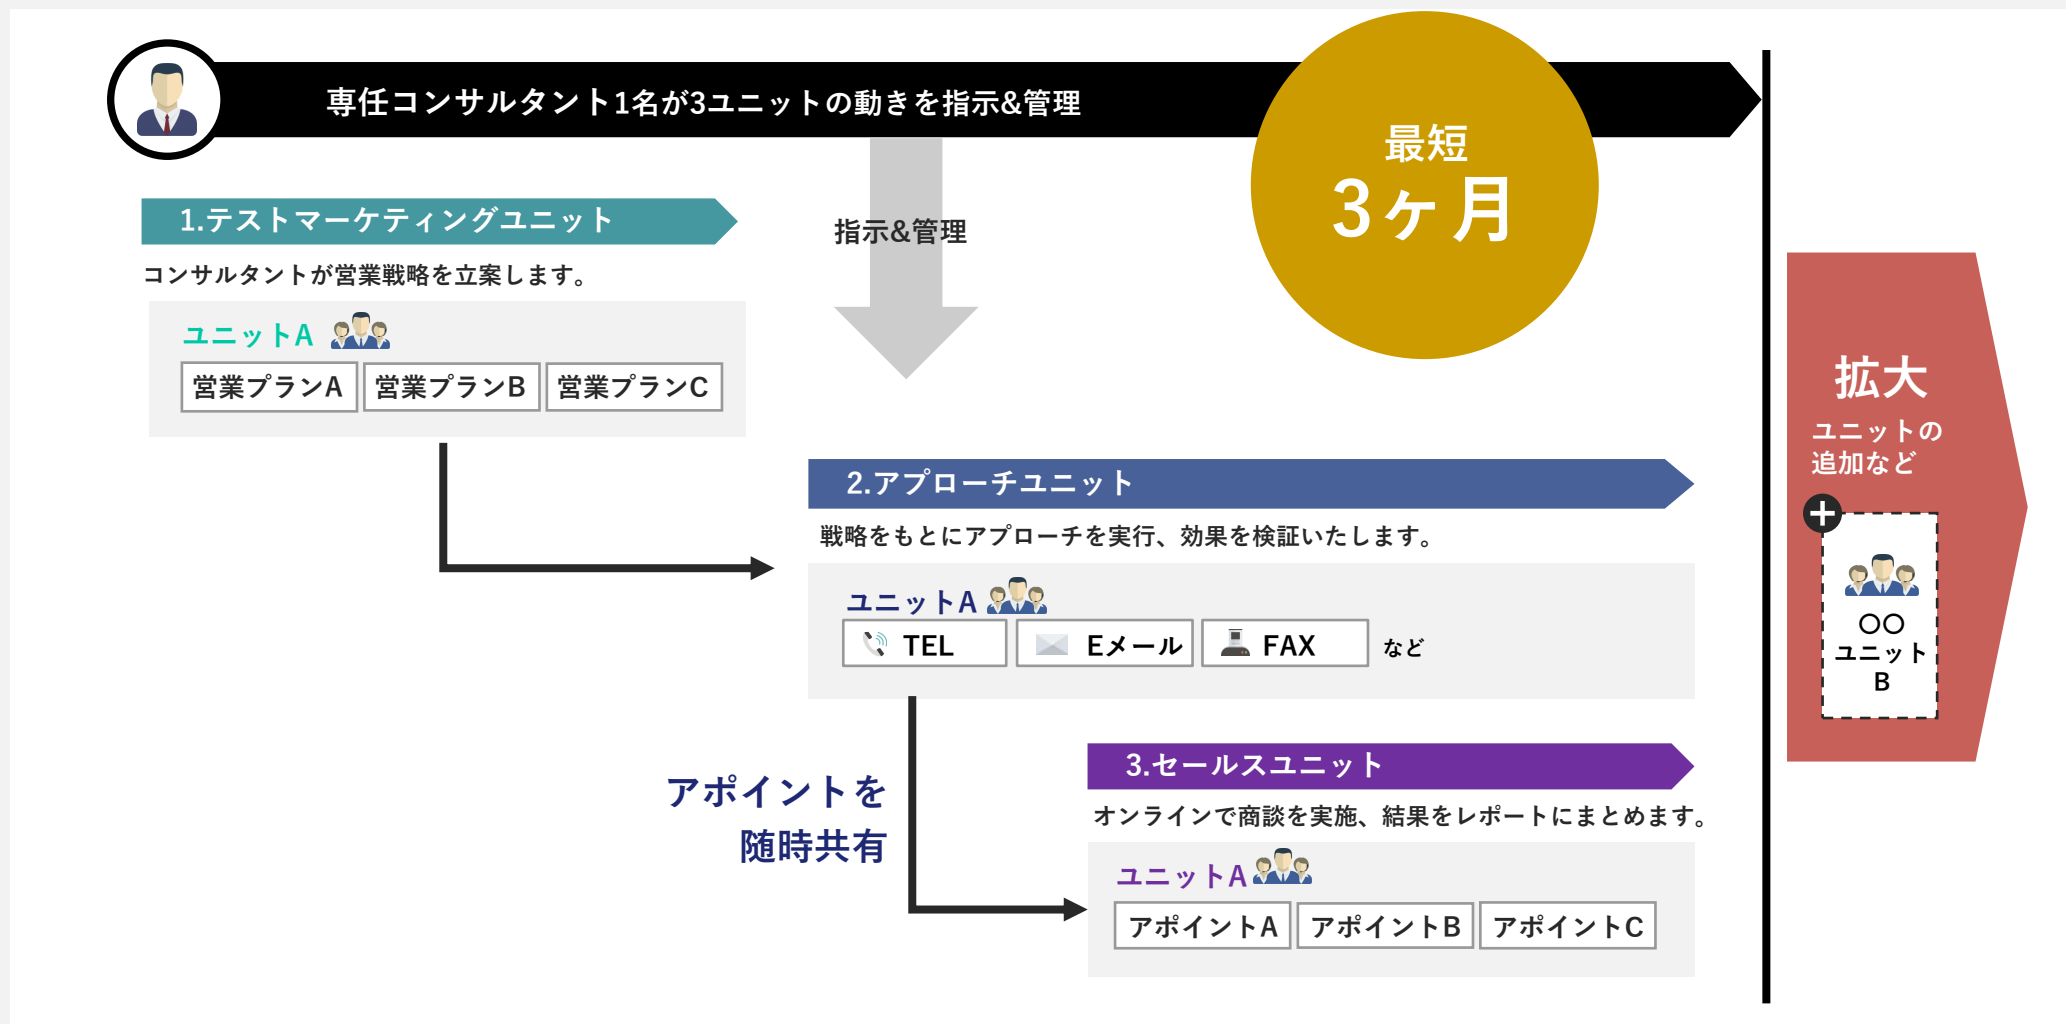 専任コンサルタント1名が3ユニットの動きを指示&管理
最短
3ヶ月
1.テストマーケティングユニット
コンサルタントが営業戦略を立案します。
ユニットA
営業プランA
営業プランB
営業プランC
指示&管理
2.アプローチユニット
戦略をもとにアプローチを実行、効果を検証いたします。
ユニットA
TEL
Eメール
FAX
など
アポイントを
随時共有
3.セールスユニット
オンラインで商談を実施、結果をレポートにまとめます。
ユニットA
アポイントA
アポイントB
アポイントC
拡大
ユニットの
追加など
○○
ユニット
B